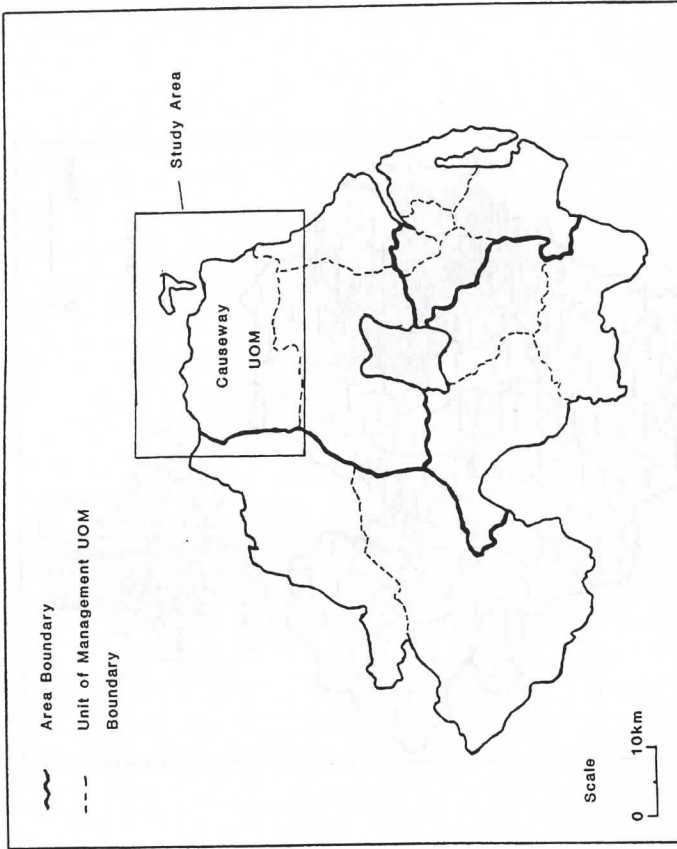 Area Boundary
Unit of Management UOM
Boundary
Study Area
Causeway
UOM
Scale
0 10km